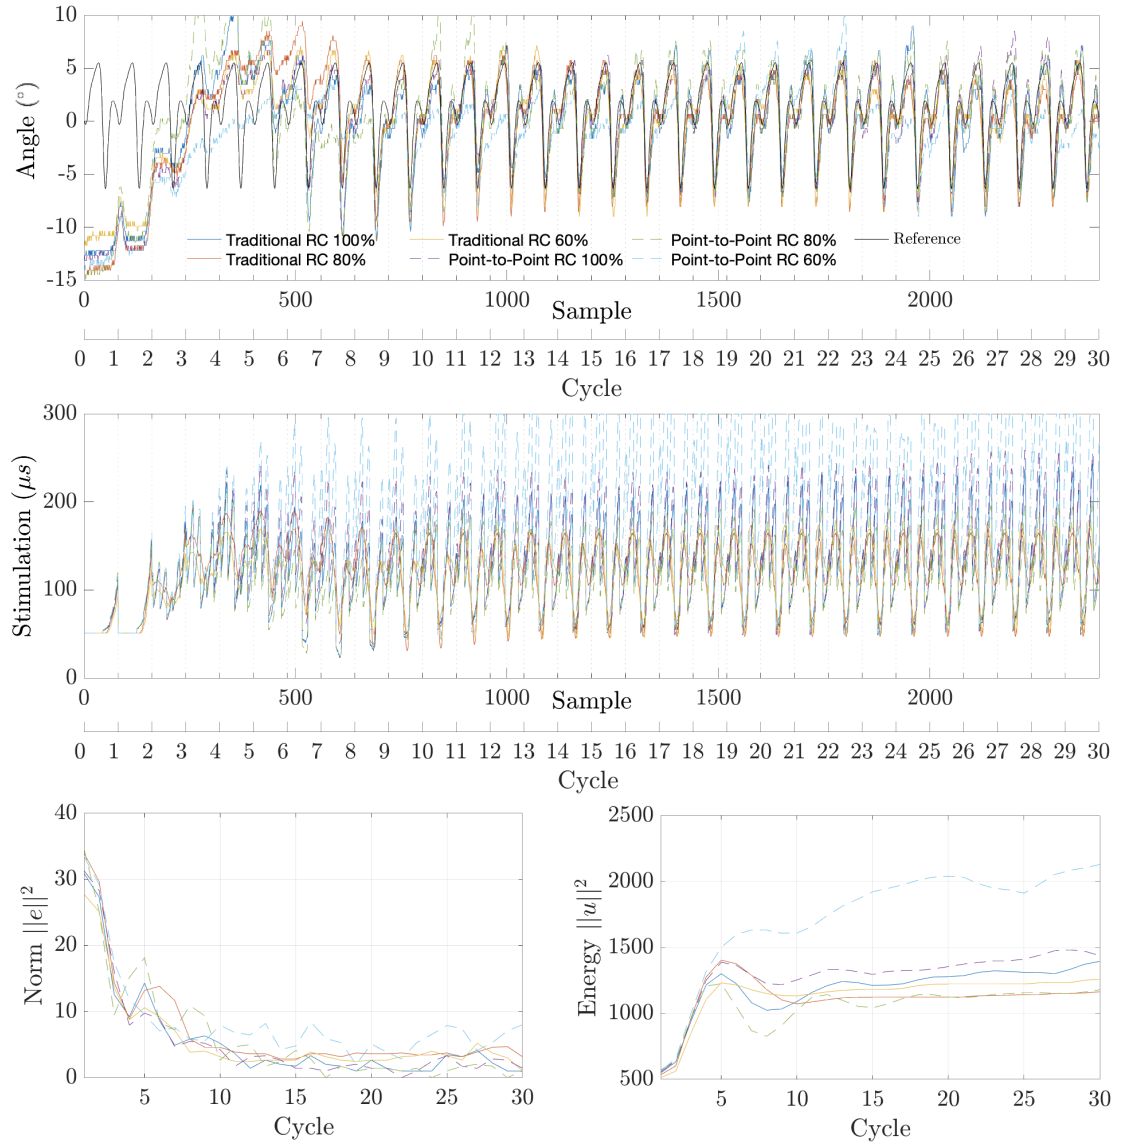 10
5
0
-5
-10
-15
Angle (°)
Traditional RC 100%
Traditional RC 60%
Point-to-Point RC 80%
Reference
Traditional RC 80%
Point-to-Point RC 100%
Point-to-Point RC 60%
0 500 1000 1500 2000
Sample
0 1 2 3 4 5 6 7 8 9 10 11 12 13 14 15 16 17 18 19 20 21 22 23 24 25 26 27 28 29 30
Cycle
300
200
100
0
Stimulation (μs)
0 500 1000 1500 2000
Sample
0 1 2 3 4 5 6 7 8 9 10 11 12 13 14 15 16 17 18 19 20 21 22 23 24 25 26 27 28 29 30
Cycle
40
30
20
10
0
Norm ||e||²
5 10 15 20 25 30
Cycle
2500
2000
1500
1000
500
Energy ||u||²
5 10 15 20 25 30
Cycle